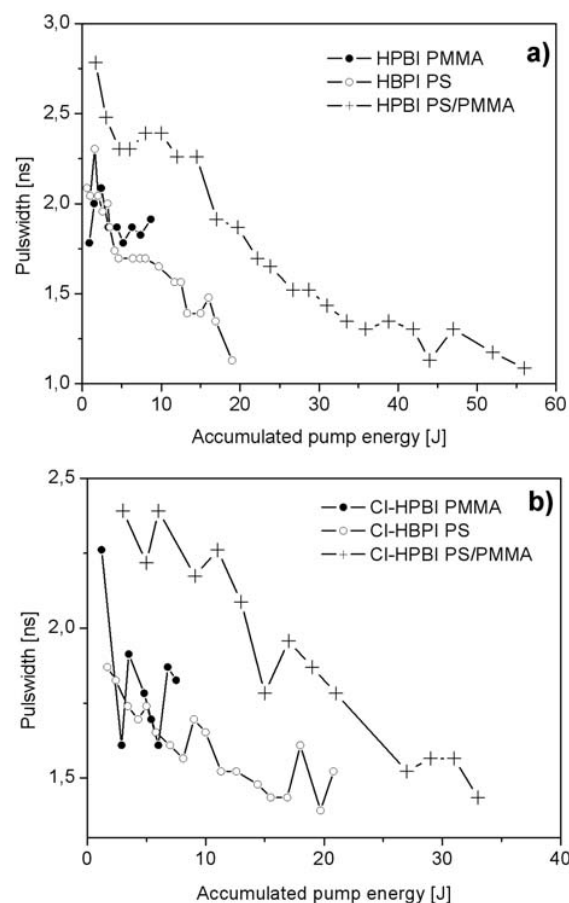 3,0
a)
HPBI PMMA
HBPI PS
HPBI PS/PMMA
2,5
2,0
1,5
1,0
Pulswidth [ns]
0 10 20 30 40 50 60
Accumulated pump energy [J]
2,5
b)
Cl-HPBI PMMA
Cl-HBPI PS
Cl-HPBI PS/PMMA
2,0
1,5
Pulswidth [ns]
0 10 20 30 40
Accumulated pump energy [J]